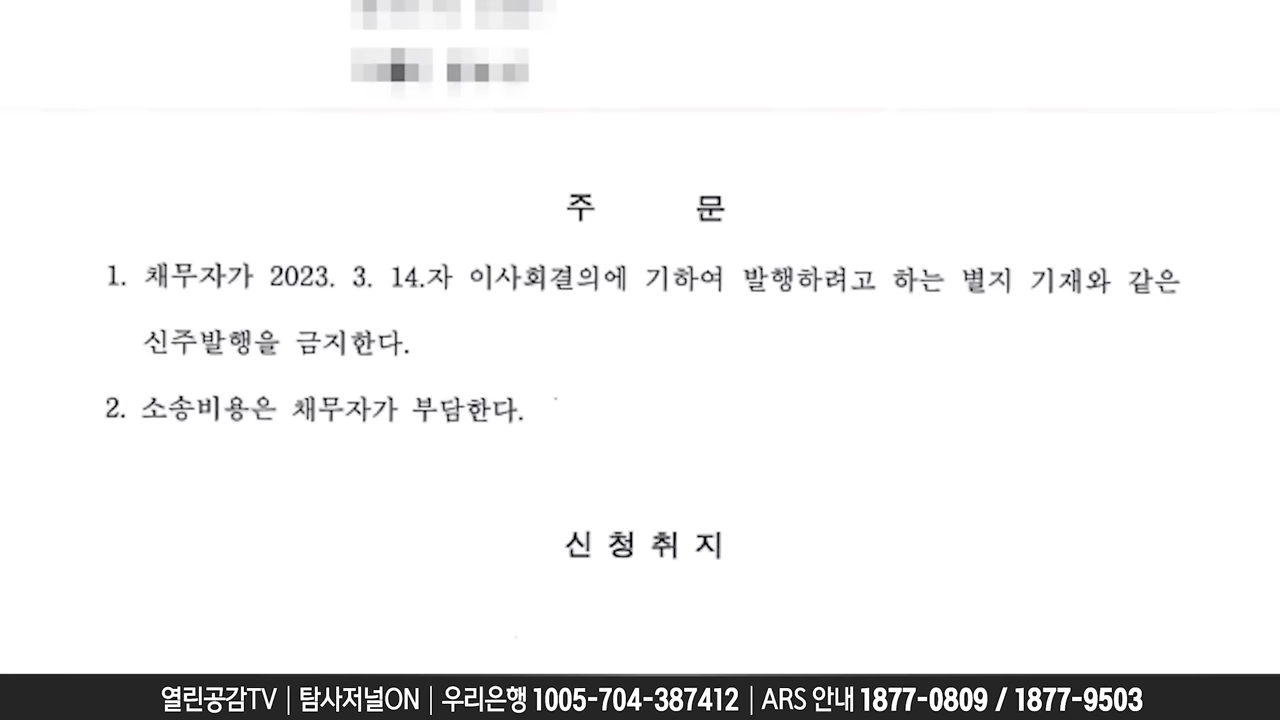 주 문
1. 채무자가 2023. 3. 14.자 이사회결의에 기하여 발행하려고 하는 별지 기재와 같은
신주발행을 금지한다.
2. 소송비용은 채무자가 부담한다.
신 청 취 지
열린공감TV | 탐사저널ON | 우리은행 1005-704-387412 | ARS 안내 1877-0809 / 1877-9503